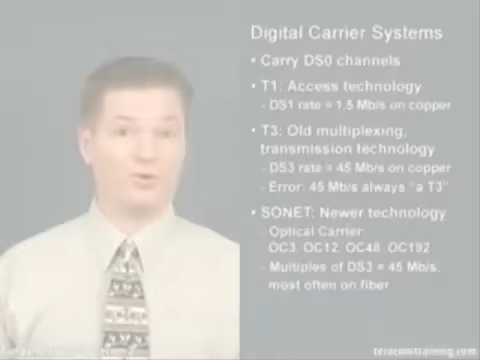 Digital Carrier Systems
• Carry DS0 channels
• T1: Access technology
- DS1 rate = 1.5 Mb/s on copper
• T3: Old multiplexing,
transmission technology
- DS3 rate = 45 Mb/s on copper
- Error: 45 Mb/s always "a T3"
• SONET: Newer technology
- Optical Carrier:
OC3, OC12, OC48, OC192
- Multiples of DS3 = 45 Mb/s,
most often on fiber
teracomtraining.com